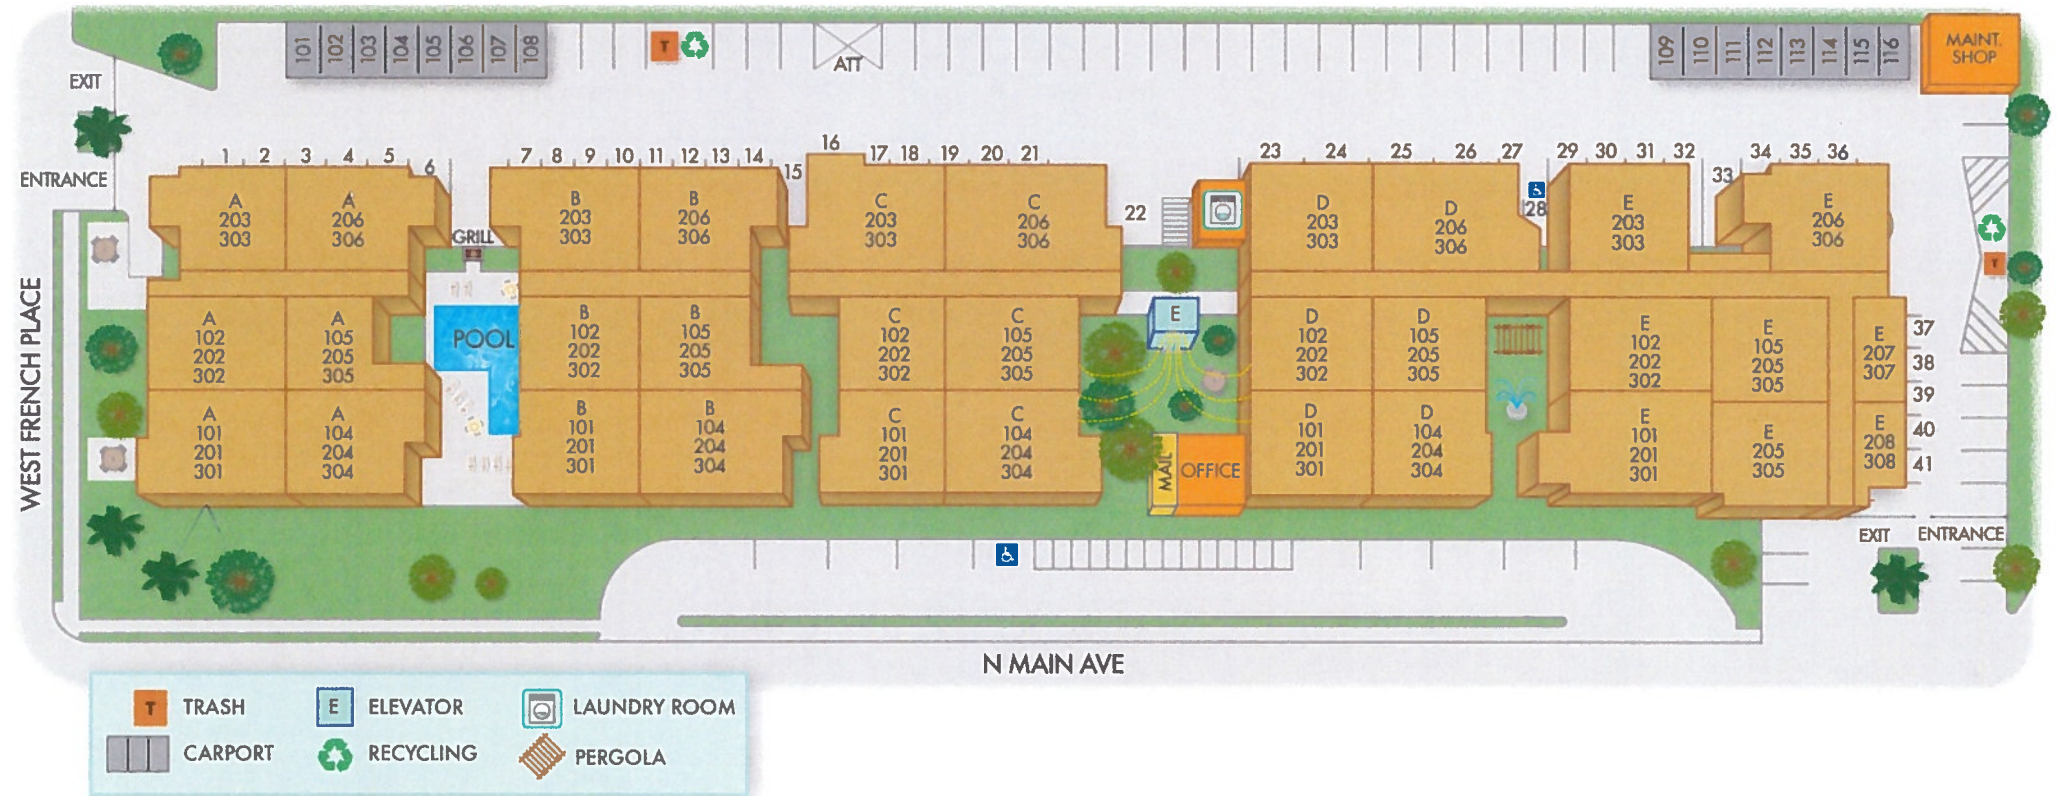 101 102 103 104 105 106 107 108
T
ATT
109 110 111 112 113 114 115 116
MAINT.
SHOP
EXIT
ENTRANCE
1 2 3 4 5 6
7 8 9 10 11 12 13 14 15
16 17 18 19 20 21
22
23 24 25 26 27
28
29 30 31 32
33 34 35 36
A
203
303
A
206
306
GRILL
B
203
303
B
206
306
C
203
303
C
206
306
D
203
303
D
206
306
E
203
303
E
206
306
T
WEST FRENCH PLACE
A
102
202
302
A
105
205
305
POOL
B
102
202
302
B
105
205
305
C
102
202
302
C
105
205
305
E
D
102
202
302
D
105
205
305
E
102
202
302
E
105
205
305
E
207
307
37
38
39
40
41
A
101
201
301
A
104
204
304
B
101
201
301
B
104
204
304
C
101
201
301
C
104
204
304
MAIL
OFFICE
D
101
201
301
D
104
204
304
E
101
201
301
E
205
305
E
208
308
EXIT
ENTRANCE
N MAIN AVE
T TRASH
E ELEVATOR
LAUNDRY ROOM
CARPORT
RECYCLING
PERGOLA